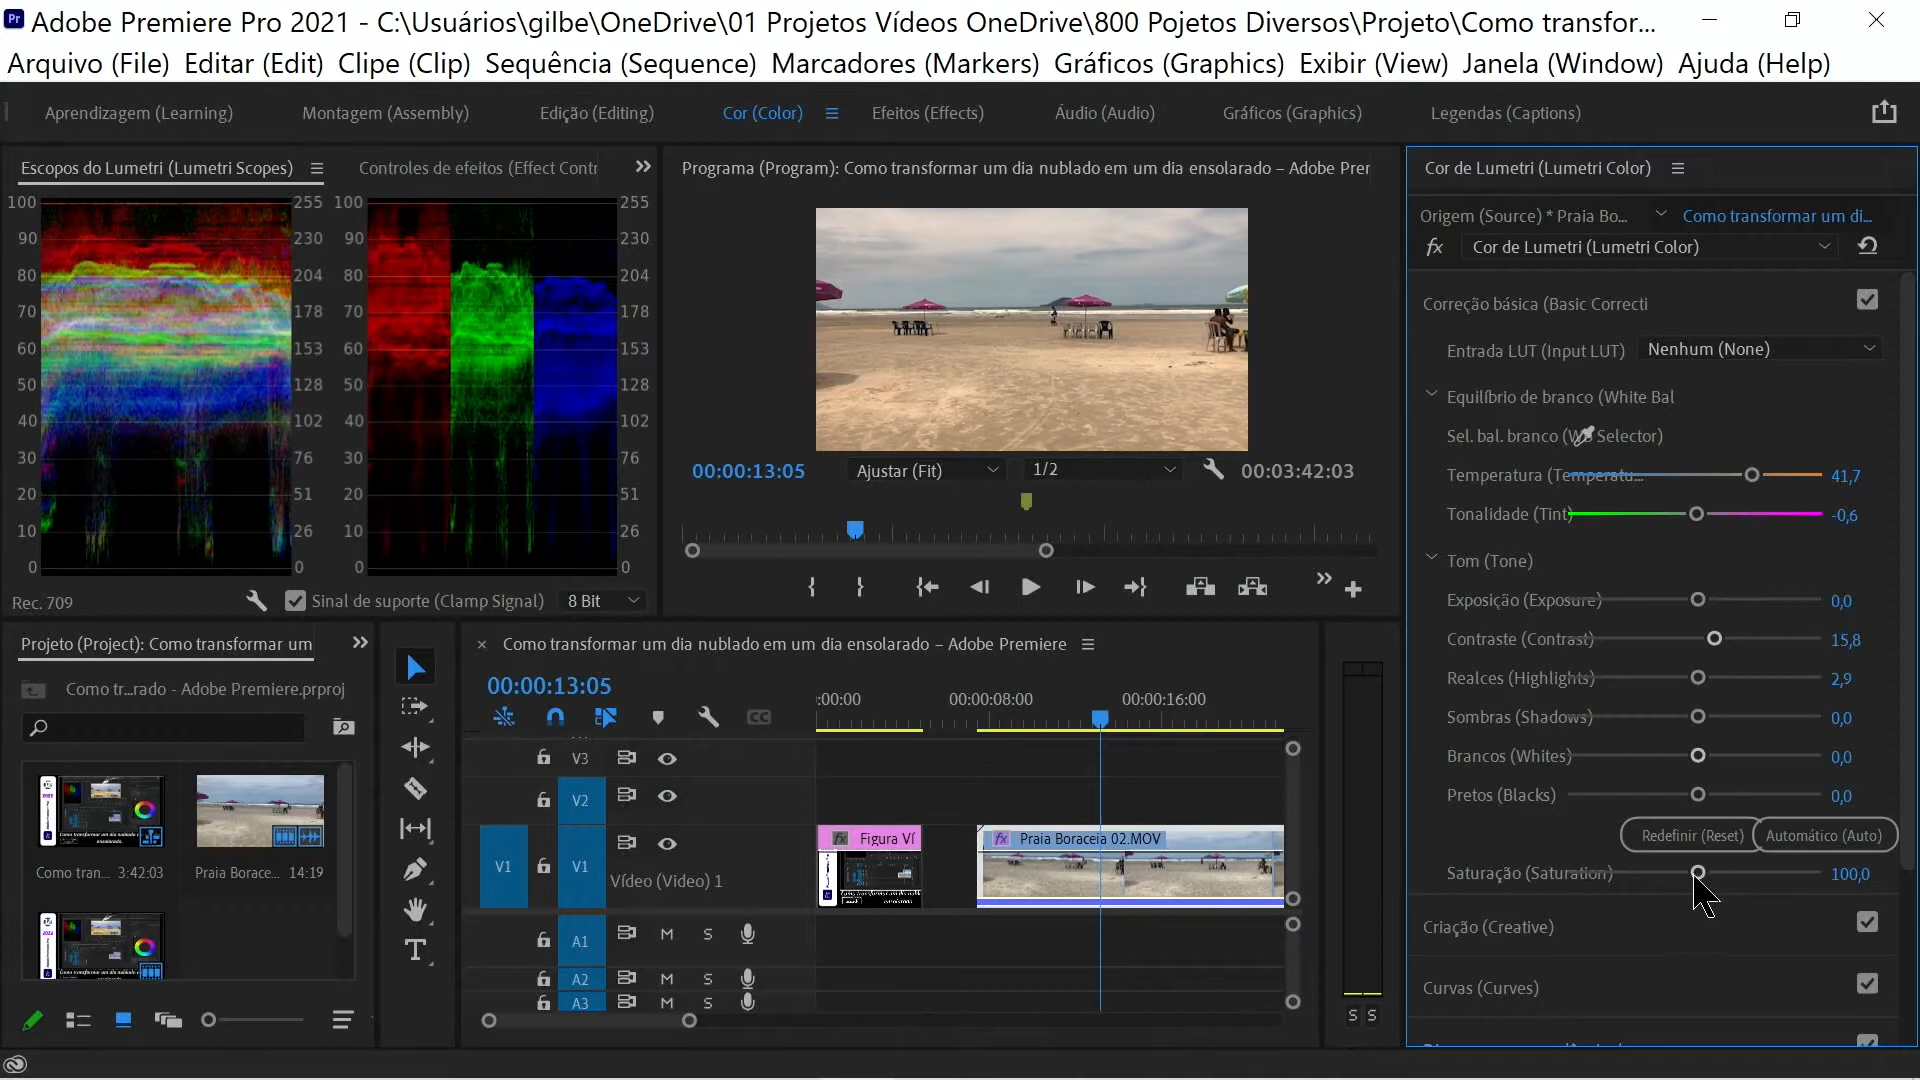 Adobe Premiere Pro 2021 - C:\Usuários\gilbe\OneDrive\01 Projetos Vídeos OneDrive\800 Pojetos Diversos\Projeto\Como transfor...
Arquivo (File) Editar (Edit) Clipe (Clip) Sequência (Sequence) Marcadores (Markers) Gráficos (Graphics) Exibir (View) Janela (Window) Ajuda (Help)
Aprendizagem (Learning) Montagem (Assembly) Edição (Editing) Cor (Color) Efeitos (Effects) Áudio (Audio) Gráficos (Graphics) Legendas (Captions)
Escopos do Lumetri (Lumetri Scopes) Controles de efeitos (Effect Contr
100 255 100 255
90 230 90 230
80 204 80 204
70 178 70 178
60 153 60 153
50 128 50 128
40 102 40 102
30 76 30 76
20 51 20 51
10 26 10 26
0 0 0 0
Rec. 709 Sinal de suporte (Clamp Signal) 8 Bit
Programa (Program): Como transformar um dia nublado em um dia ensolarado – Adobe Prer
00:00:13:05 Ajustar (Fit) 1/2 00:03:42:03
Cor de Lumetri (Lumetri Color)
Origem (Source) * Praia Bo... Como transformar um di...
fx Cor de Lumetri (Lumetri Color)
Correção básica (Basic Correcti
Entrada LUT (Input LUT) Nenhum (None)
Equilíbrio de branco (White Bal
Sel. bal. branco (WB Selector)
Temperatura (Temperatu... 41,7
Tonalidade (Tint) -0,6
Tom (Tone)
Exposição (Exposure) 0,0
Contraste (Contrast) 15,8
Realces (Highlights) 2,9
Sombras (Shadows) 0,0
Brancos (Whites) 0,0
Pretos (Blacks) 0,0
Redefinir (Reset) Automático (Auto)
Saturação (Saturation) 100,0
Criação (Creative)
Curvas (Curves)
Projeto (Project): Como transformar um
Como tr...rado - Adobe Premiere.prproj
Como tran... 3:42:03 Praia Borace... 14:19
Como transformar um dia nublado em um dia ensolarado – Adobe Premiere
00:00:13:05
:00:00 00:00:08:00 00:00:16:00
V3
V2
V1 V1 Vídeo (Video) 1
fx Figura Ví
fx Praia Boraceia 02.MOV
A1 M S
A2 M S
A3 M S
S S